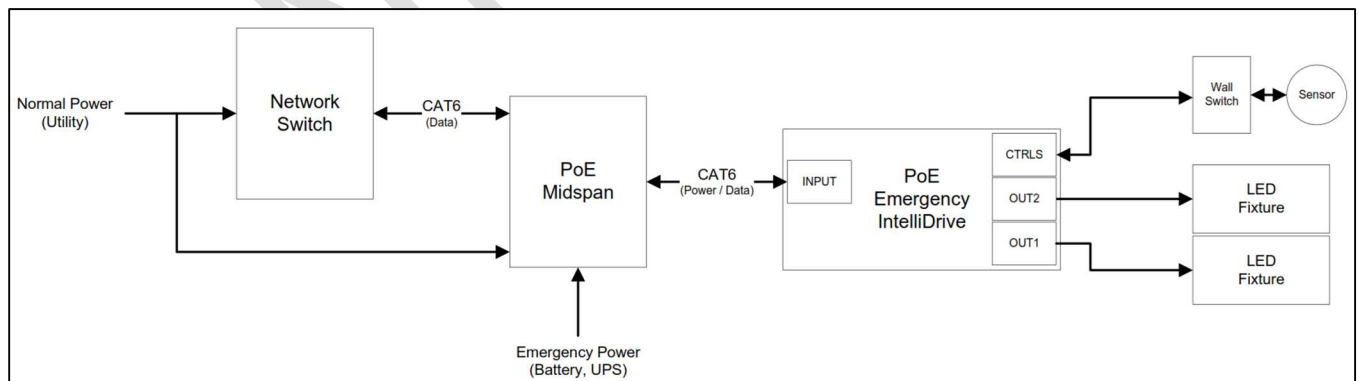 Normal Power
(Utility)
Network
Switch
CAT6
(Data)
PoE
Midspan
Emergency Power
(Battery, UPS)
CAT6
(Power / Data)
INPUT
PoE
Emergency
IntelliDrive
CTRLS
OUT2
OUT1
Wall
Switch
Sensor
LED
Fixture
LED
Fixture